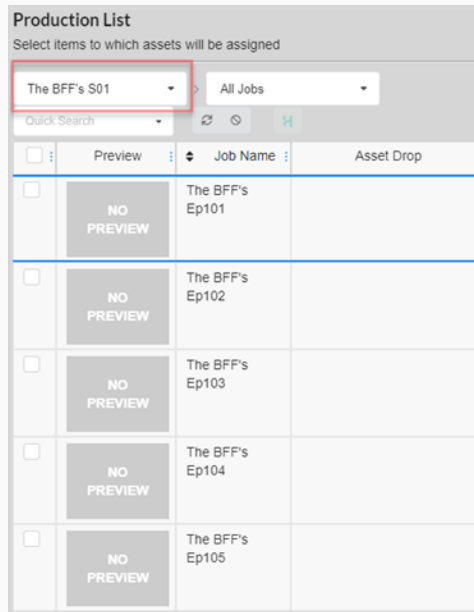 Production List
Select items to which assets will be assigned
The BFF's S01
> All Jobs
Quick Search
Preview Job Name Asset Drop
NO
PREVIEW
The BFF's
Ep101
NO
PREVIEW
The BFF's
Ep102
NO
PREVIEW
The BFF's
Ep103
NO
PREVIEW
The BFF's
Ep104
NO
PREVIEW
The BFF's
Ep105